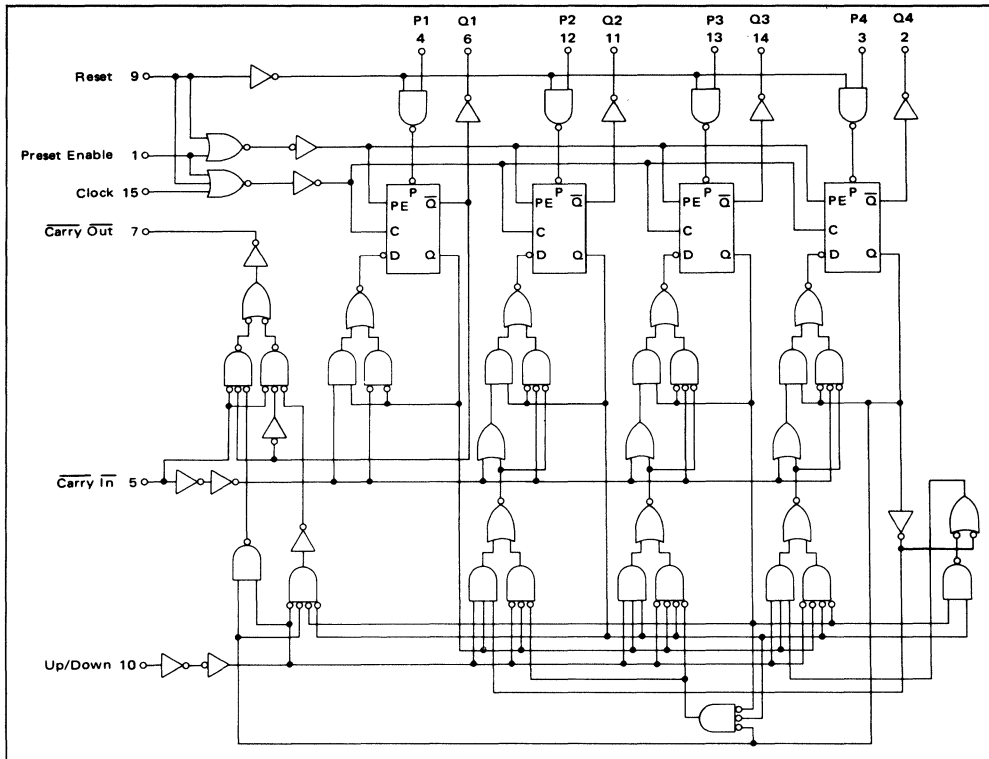 P1 Q1 P2 Q2 P3 Q3 P4 Q4
4 6 12 11 13 14 3 2
Reset 9
Preset Enable 1
Clock 15
Carry Out 7
P P P P
PE Q PE Q PE Q PE Q
C C C C
D Q D Q D Q D Q
Carry In 5
Up/Down 10